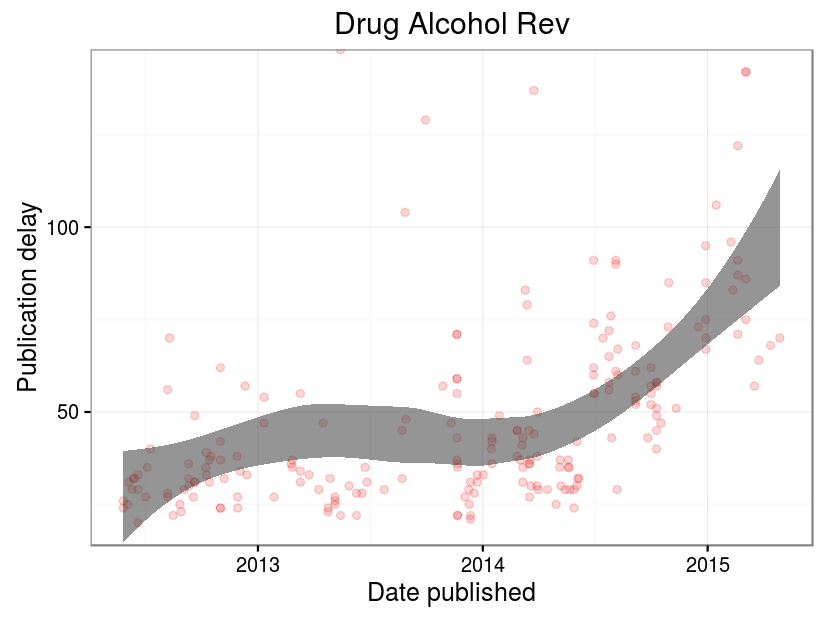 Drug Alcohol Rev
Publication delay
100
50
2013
2014
2015
Date published